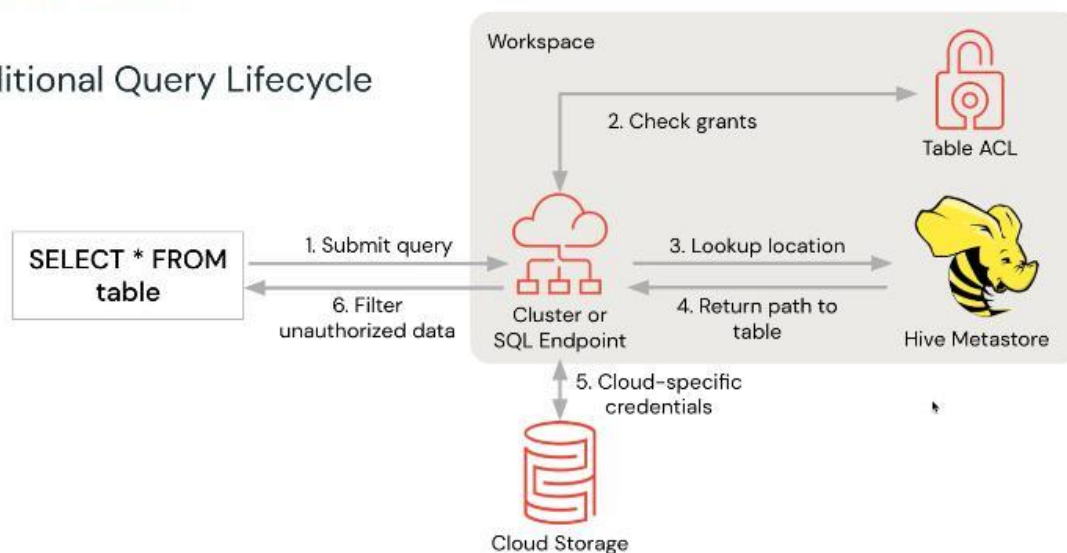 ditional Query Lifecycle
Workspace
2. Check grants
Table ACL
SELECT * FROM
table
1. Submit query
6. Filter
unauthorized data
Cluster or
SQL Endpoint
3. Lookup location
4. Return path to
table
Hive Metastore
5. Cloud-specific
credentials
Cloud Storage